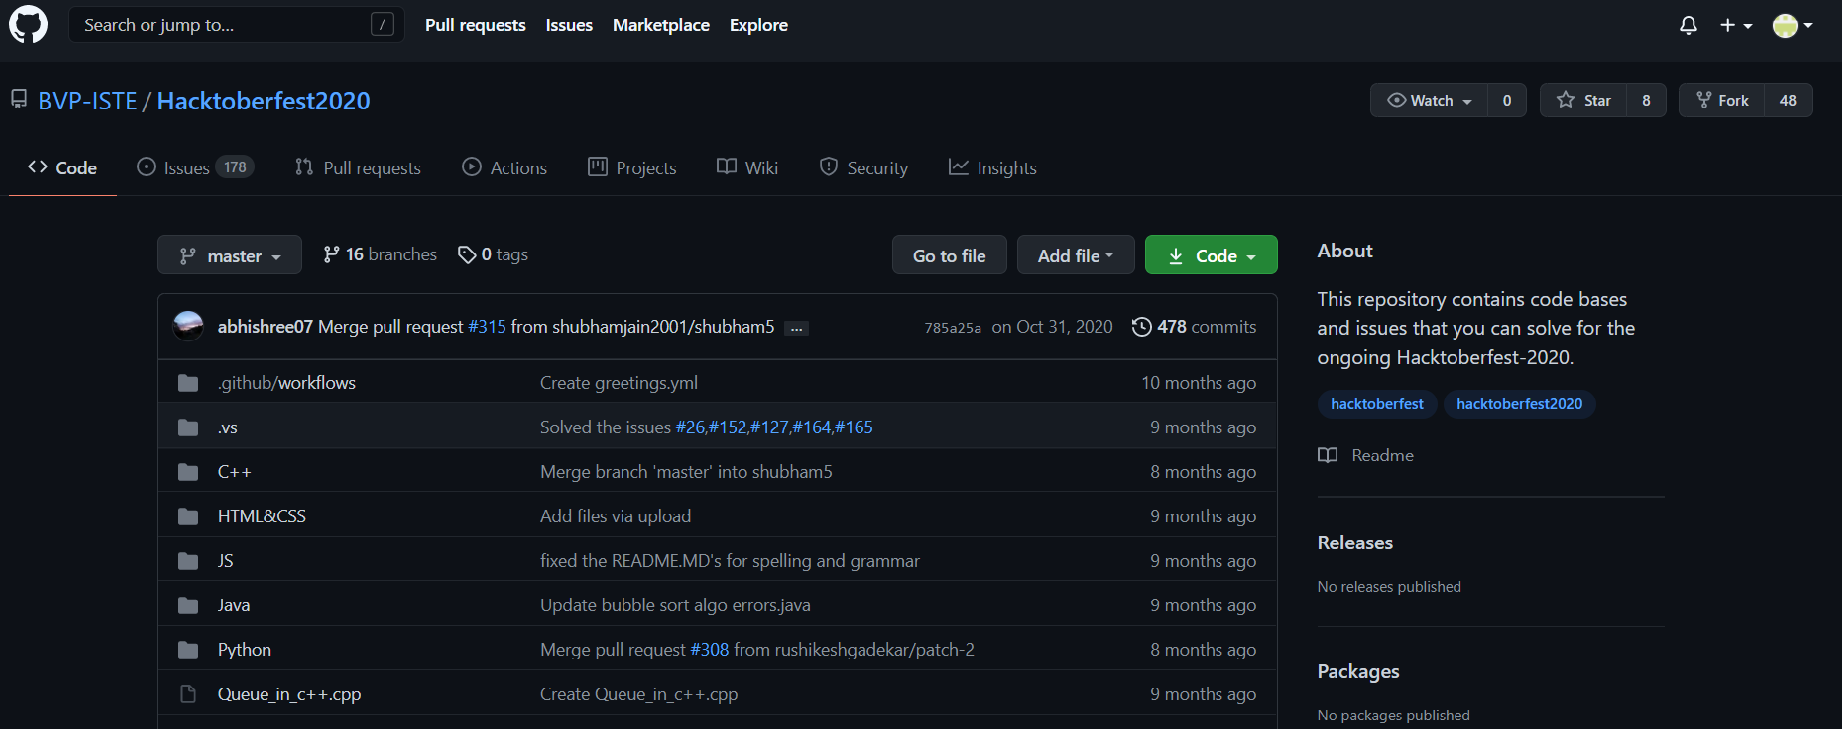 Search or jump to... /
Pull requests Issues Marketplace Explore
BVP-ISTE / Hacktoberfest2020
Watch 0 Star 8 Fork 48
Code Issues 178 Pull requests Actions Projects Wiki Security Insights
master 16 branches 0 tags Go to file Add file Code
abhishree07 Merge pull request #315 from shubhamjain2001/shubham5 ... 785a25a on Oct 31, 2020 478 commits
.github/workflows Create greetings.yml 10 months ago
.vs Solved the issues #26,#152,#127,#164,#165 9 months ago
C++ Merge branch 'master' into shubham5 8 months ago
HTML&CSS Add files via upload 9 months ago
JS fixed the README.MD's for spelling and grammar 9 months ago
Java Update bubble sort algo errors.java 9 months ago
Python Merge pull request #308 from rushikeshgadekar/patch-2 8 months ago
Queue_in_c++.cpp Create Queue_in_c++.cpp 9 months ago
About
This repository contains code bases
and issues that you can solve for the
ongoing Hacktoberfest-2020.
hacktoberfest hacktoberfest2020
Readme
Releases
No releases published
Packages
No packages published